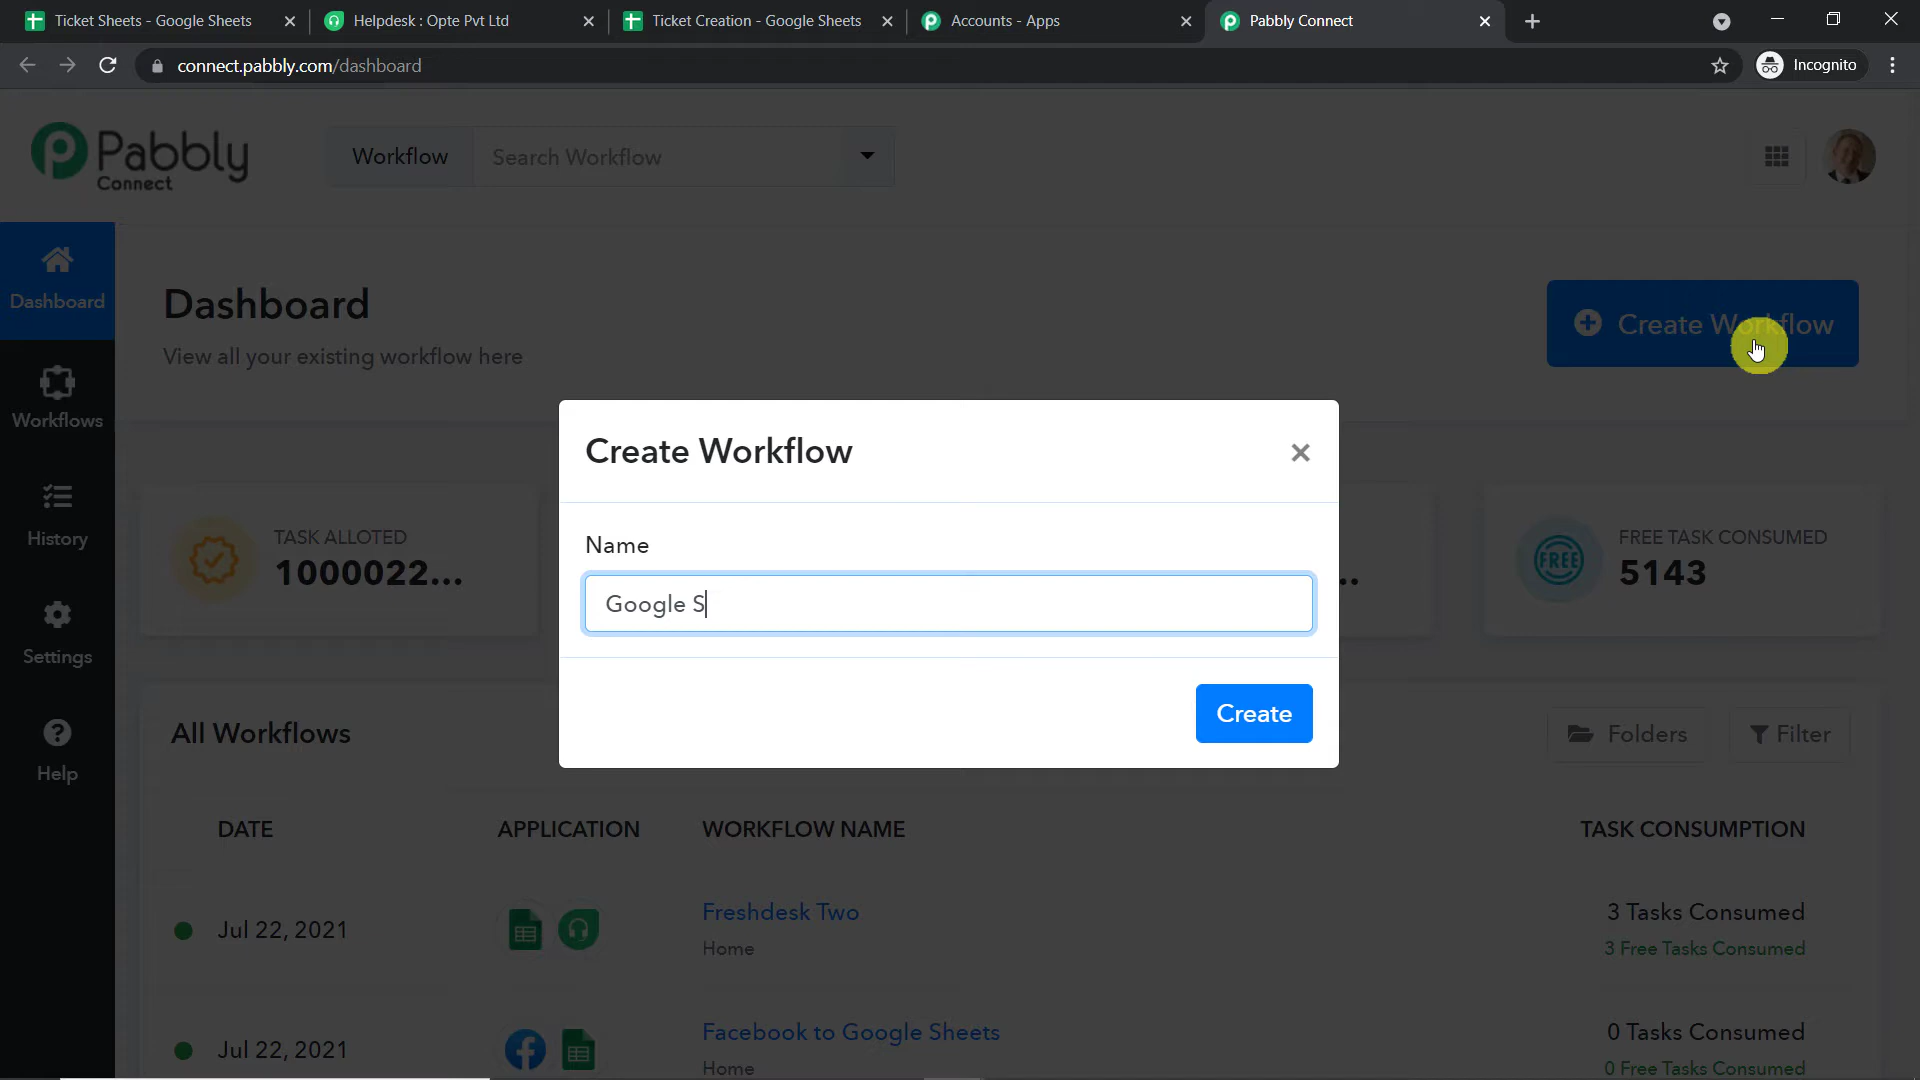 Ticket Sheets - Google Sheets
Helpdesk : Opte Pvt Ltd
Ticket Creation - Google Sheets
Accounts - Apps
Pabbly Connect
connect.pabbly.com/dashboard
Incognito
Pabbly
Connect
Workflow
Search Workflow
Dashboard
Workflows
History
Settings
Help
Dashboard
View all your existing workflow here
Create Workflow
Create Workflow
Name
Google S
Create
TASK ALLOTED
1000022...
...
FREE
FREE TASK CONSUMED
5143
All Workflows
Folders
Filter
DATE APPLICATION WORKFLOW NAME TASK CONSUMPTION
Jul 22, 2021
Freshdesk Two
Home
3 Tasks Consumed
3 Free Tasks Consumed
Jul 22, 2021
Facebook to Google Sheets
Home
0 Tasks Consumed
0 Free Tasks Consumed